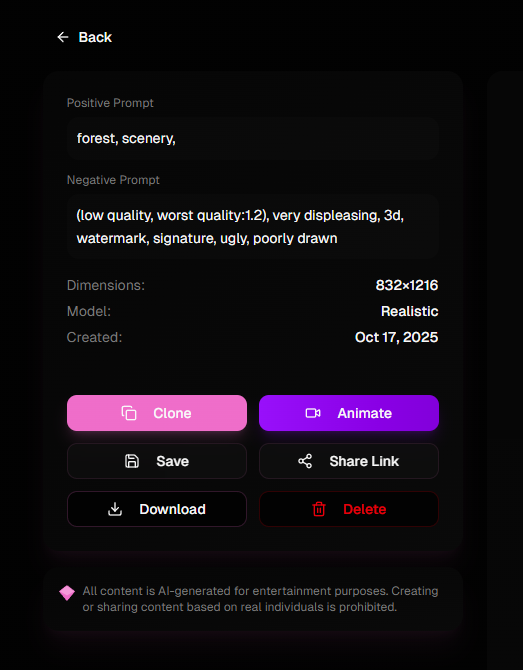 Back
Positive Prompt
forest, scenery,
Negative Prompt
(low quality, worst quality:1.2), very displeasing, 3d,
watermark, signature, ugly, poorly drawn
Dimensions: 832×1216
Model: Realistic
Created: Oct 17, 2025
Clone Animate
Save Share Link
Download Delete
All content is AI-generated for entertainment purposes. Creating
or sharing content based on real individuals is prohibited.